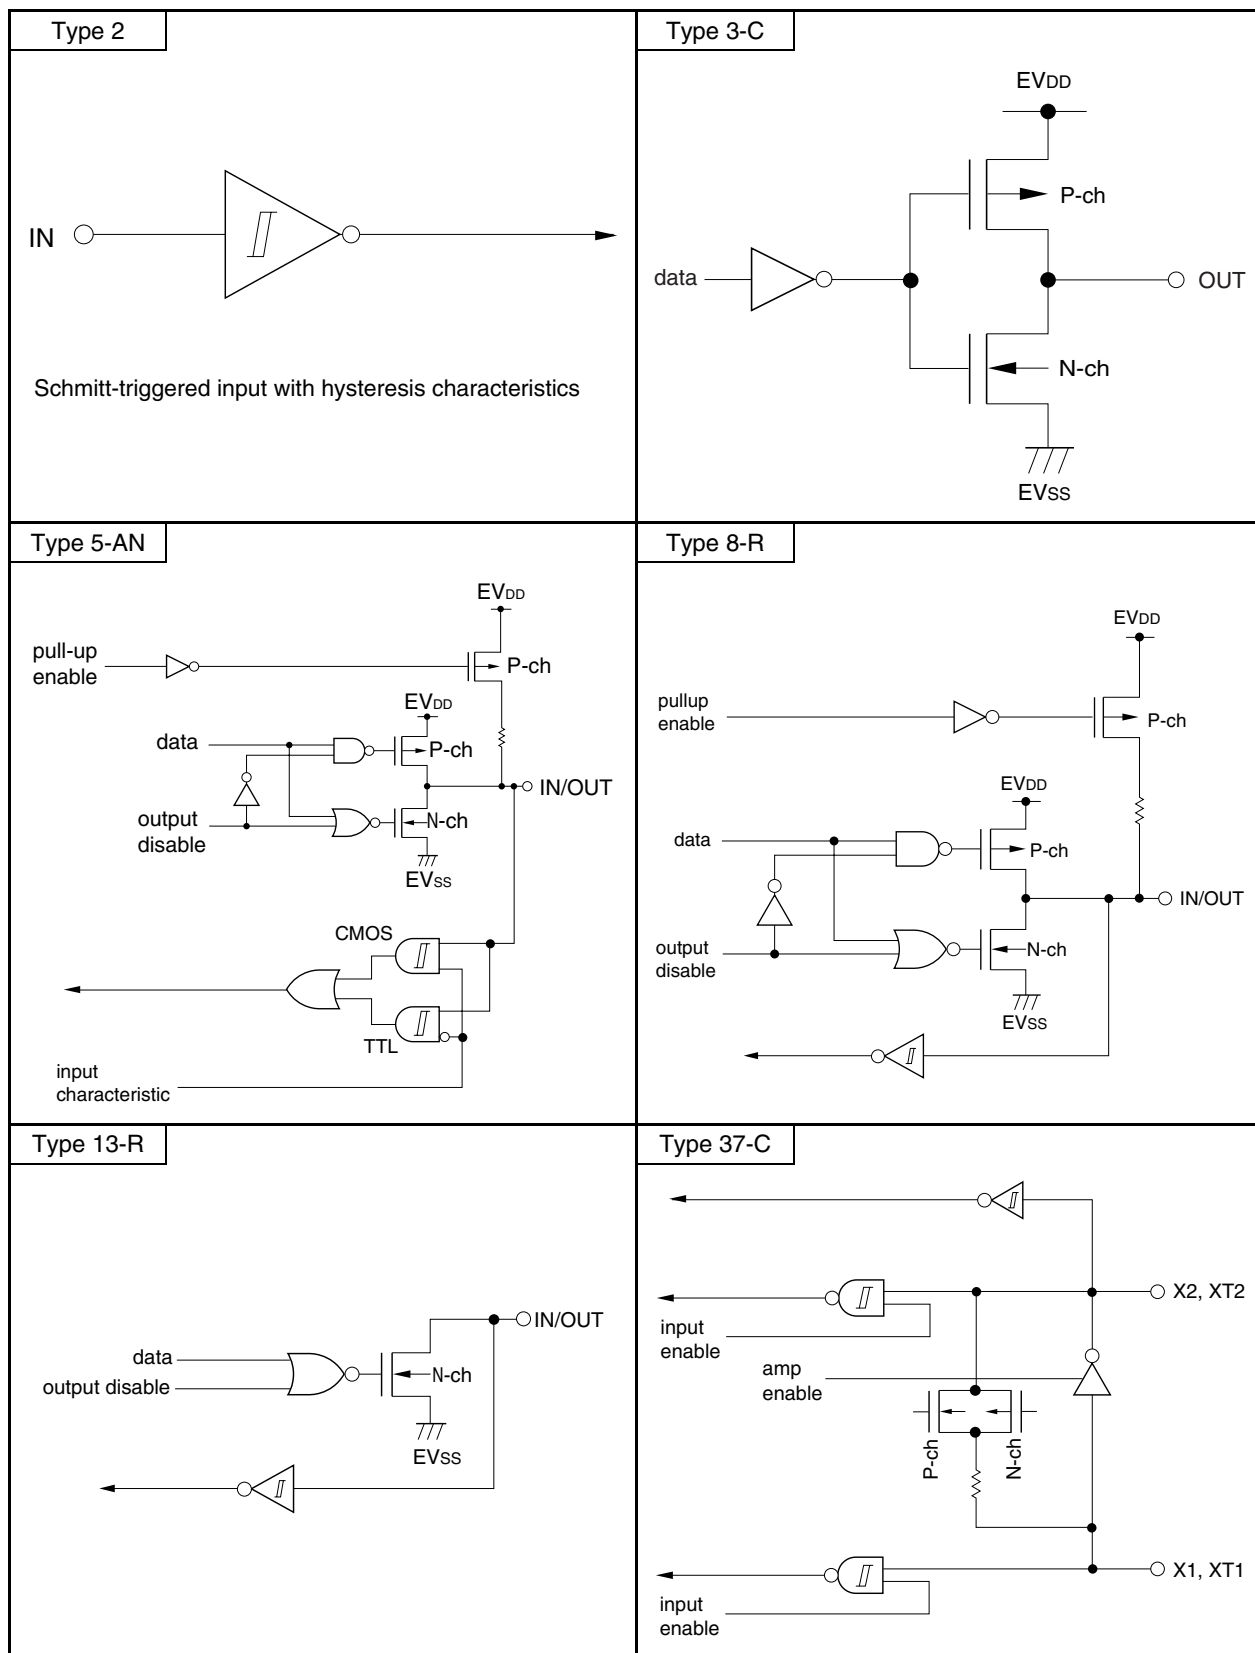 Type 2
IN
Schmitt-triggered input with hysteresis characteristics
Type 3-C
EVDD
P-ch
data
OUT
N-ch
EVSS
Type 5-AN
EVDD
pull-up
enable
P-ch
EVDD
data
P-ch
IN/OUT
output
disable
N-ch
EVSS
CMOS
TTL
input
characteristic
Type 8-R
EVDD
pullup
enable
P-ch
EVDD
data
P-ch
IN/OUT
output
disable
N-ch
EVSS
Type 13-R
IN/OUT
data
N-ch
output disable
EVSS
Type 37-C
X2, XT2
input
enable
amp
enable
P-ch
N-ch
X1, XT1
input
enable